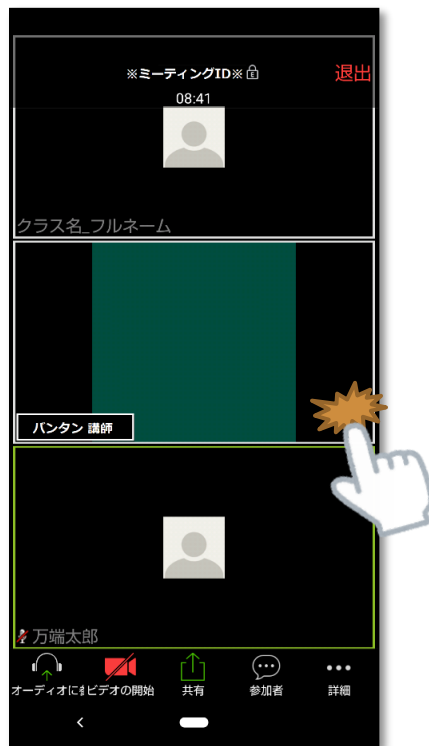 ※ミーティングID※
退出
08:41
クラス名_フルネーム
バンタン 講師
万端太郎
オーディオに参 ビデオの開始 共有 参加者 詳細